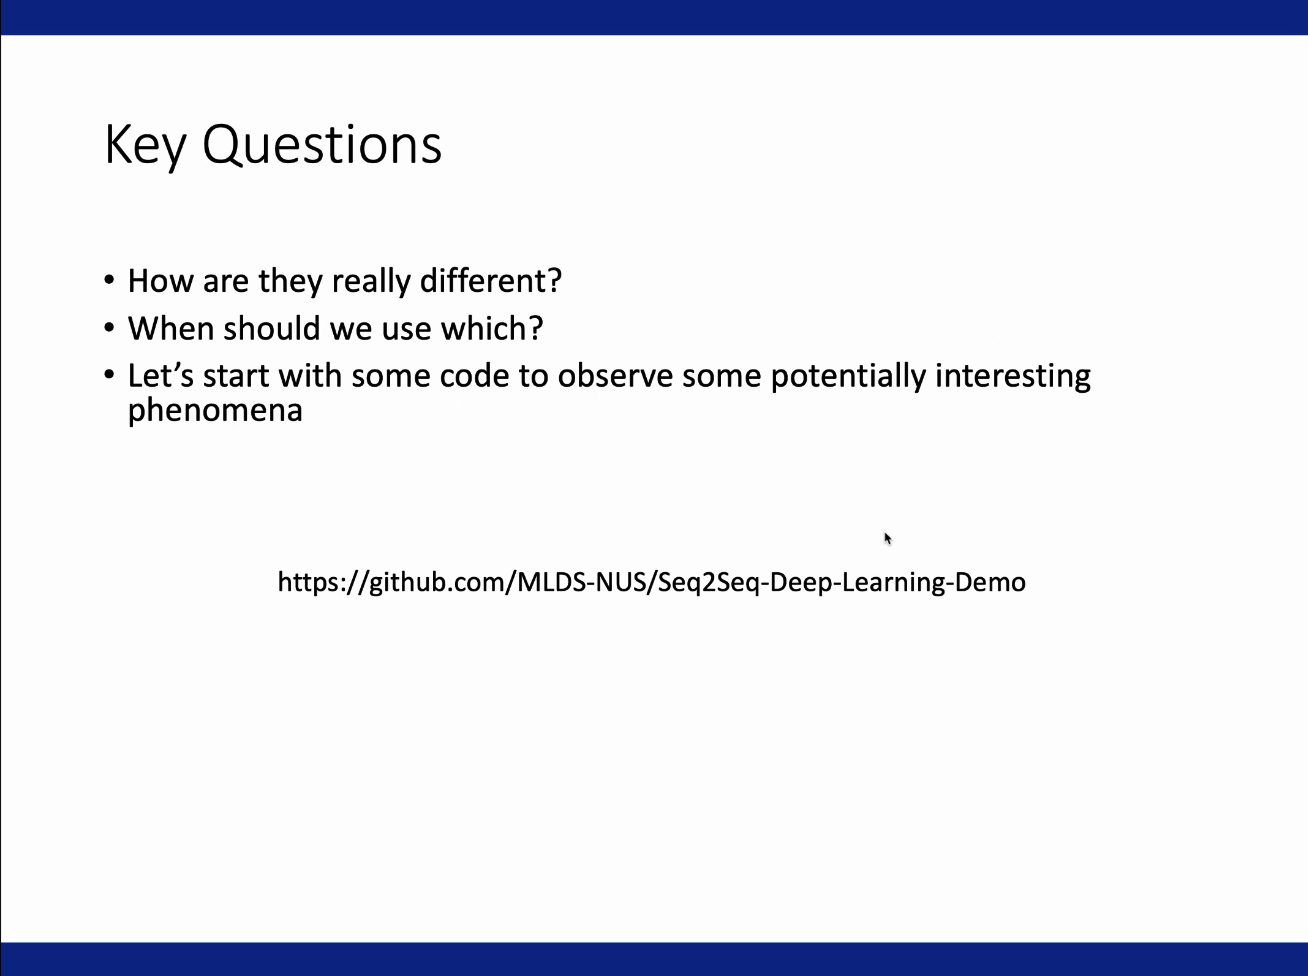 Key Questions
• How are they really different?
• When should we use which?
• Let’s start with some code to observe some potentially interesting
phenomena
https://github.com/MLDS-NUS/Seq2Seq-Deep-Learning-Demo